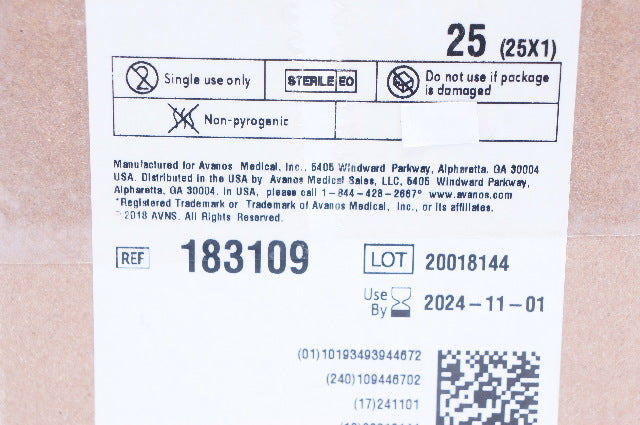 25 (25X1)
Single use only
STERILE EO
Do not use if package
is damaged
Non-pyrogenic
Manufactured for Avanos Medical, Inc., 5405 Windward Parkway, Alpharetta, GA 30004
USA. Distributed in the USA by Avanos Medical Sales, LLC, 5405 Windward Parkway,
Alpharetta, GA 30004. In USA, please call 1-844-428-2667* www.avanos.com
*Registered Trademark or Trademark of Avanos Medical, Inc., or its affiliates.
©2018 AVNS. All Rights Reserved.
REF 183109
LOT 20018144
Use
By 2024-11-01
(01)10193493944672
(240)109446702
(17)241101